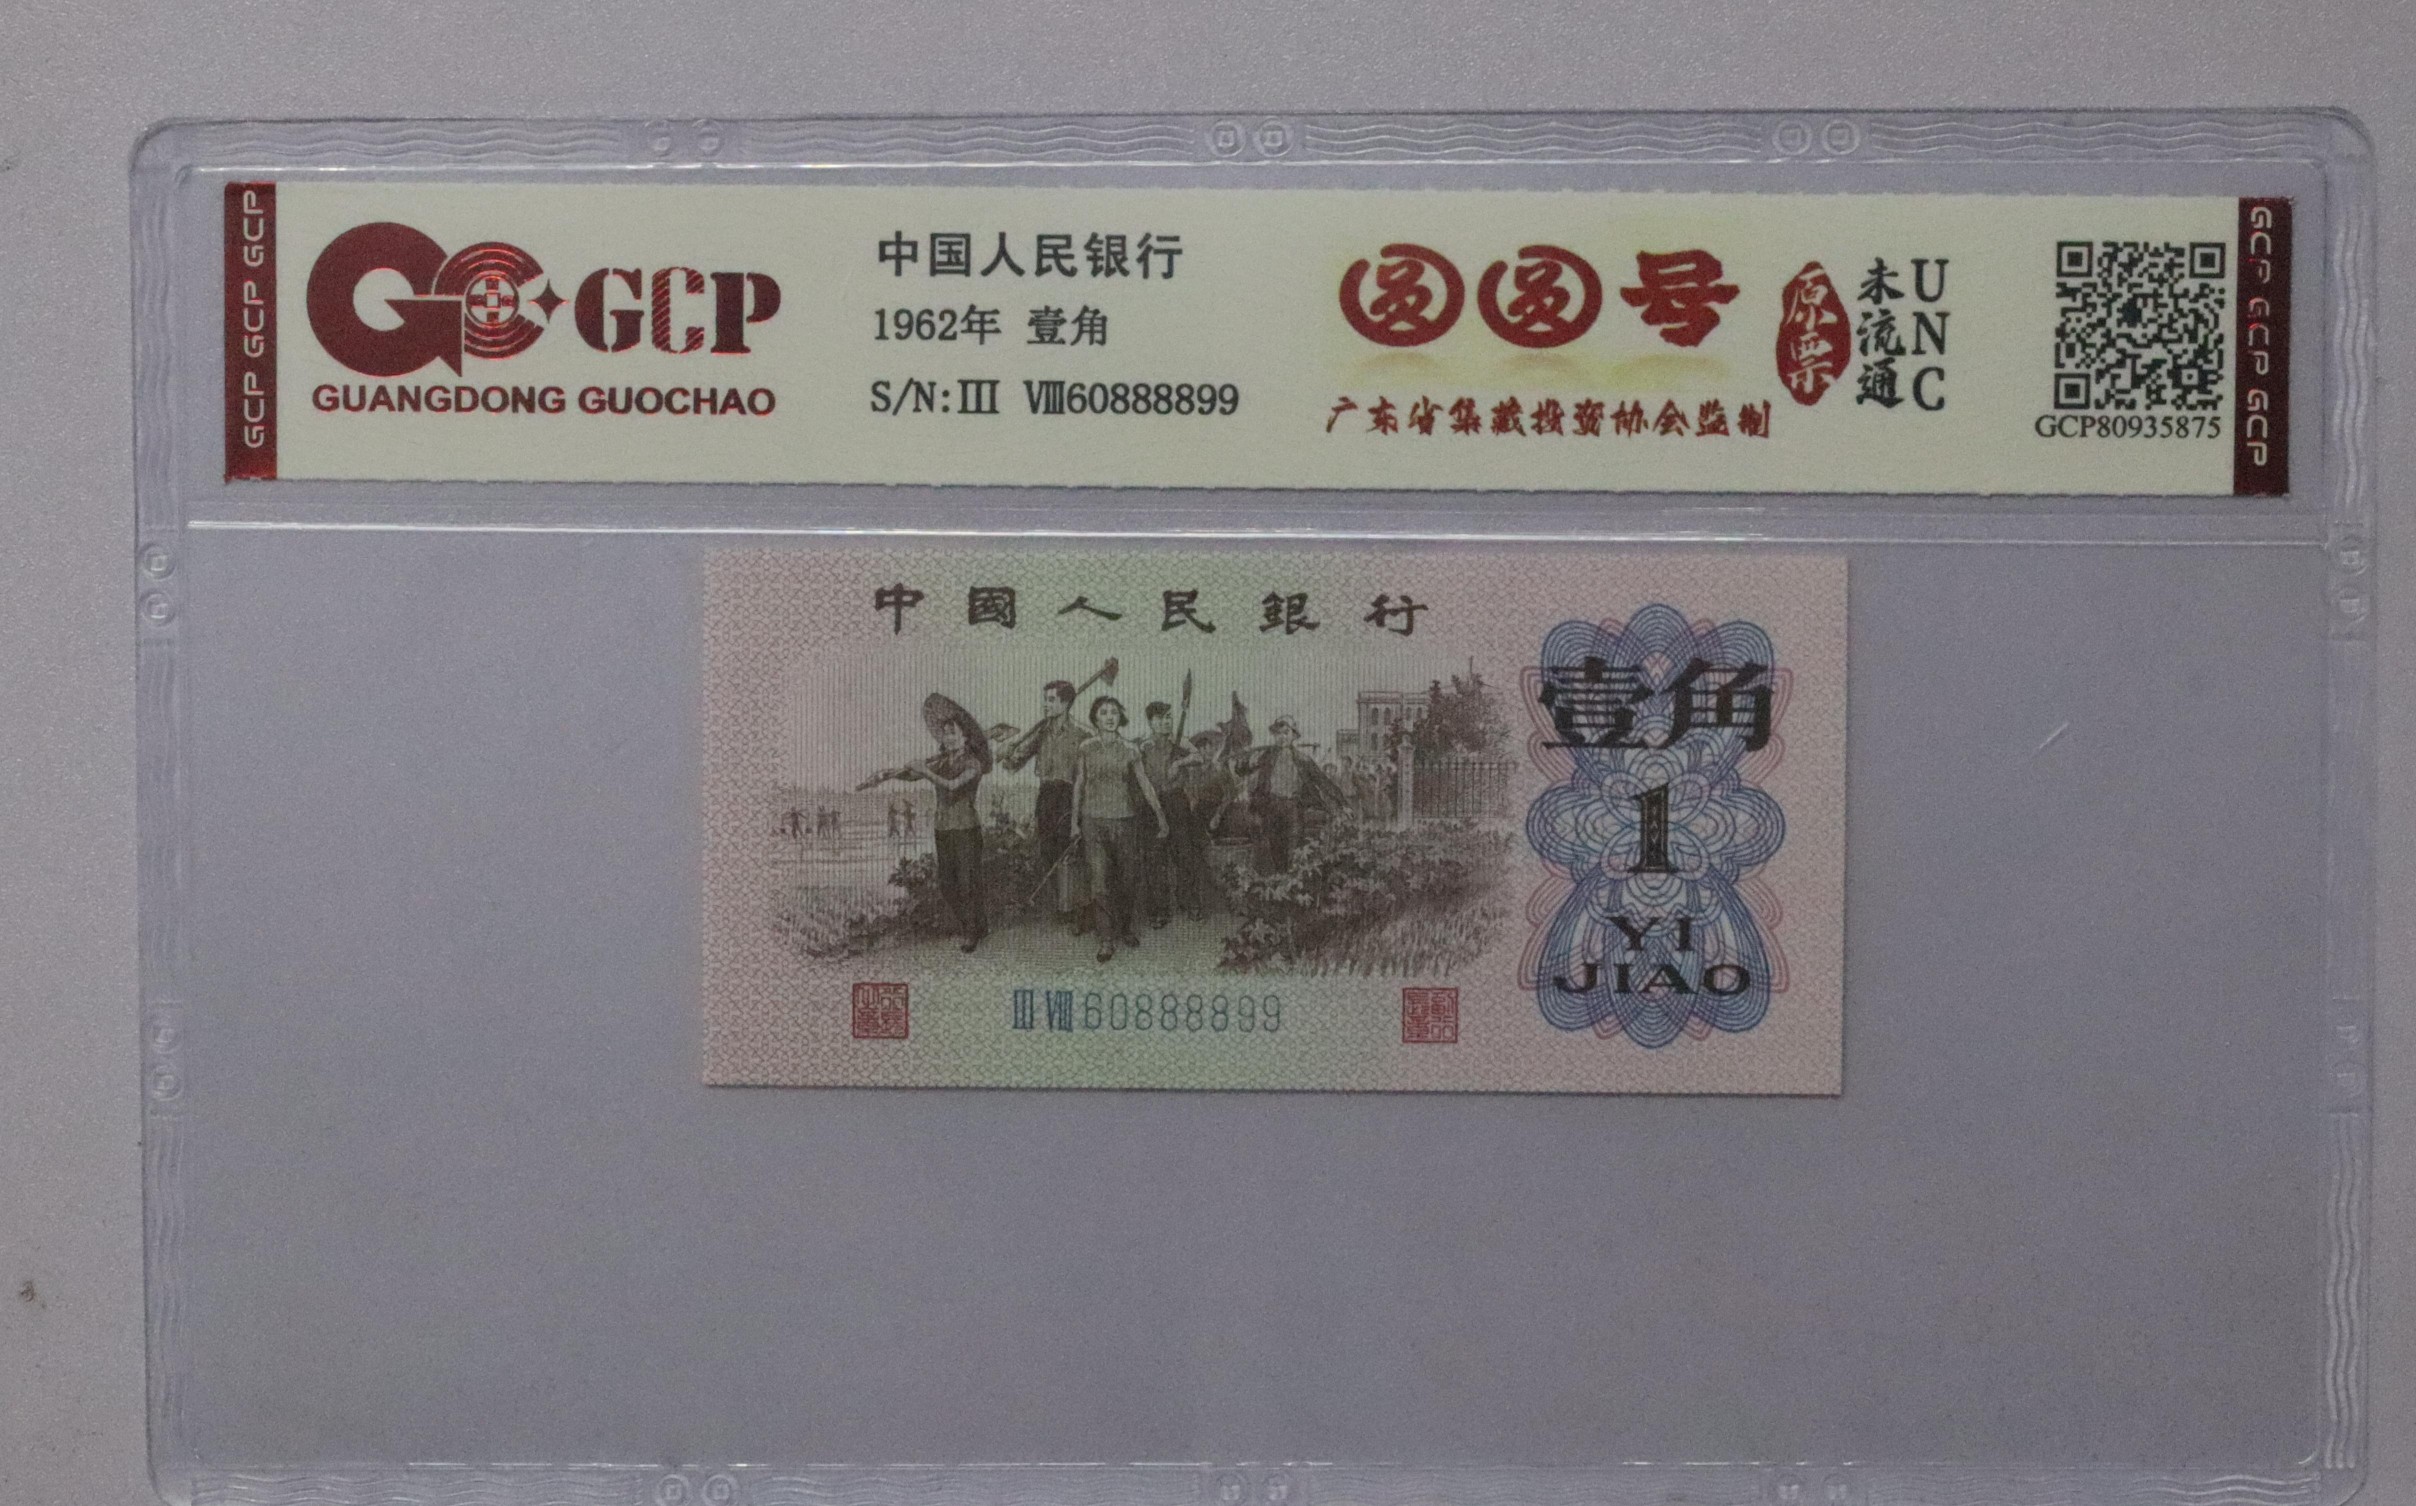 GCP GCP GCP
GCP
GUANGDONG GUOCHAO
中国人民银行
1962年 壹角
S/N:III VIII60888899
圆圆号
广东省集藏投资协会监制
原票
未流通
UNC
GCP80935875
GCP GCP GCP
中國人民銀行
壹角
1
YI
JIAO
III VIII 60888899